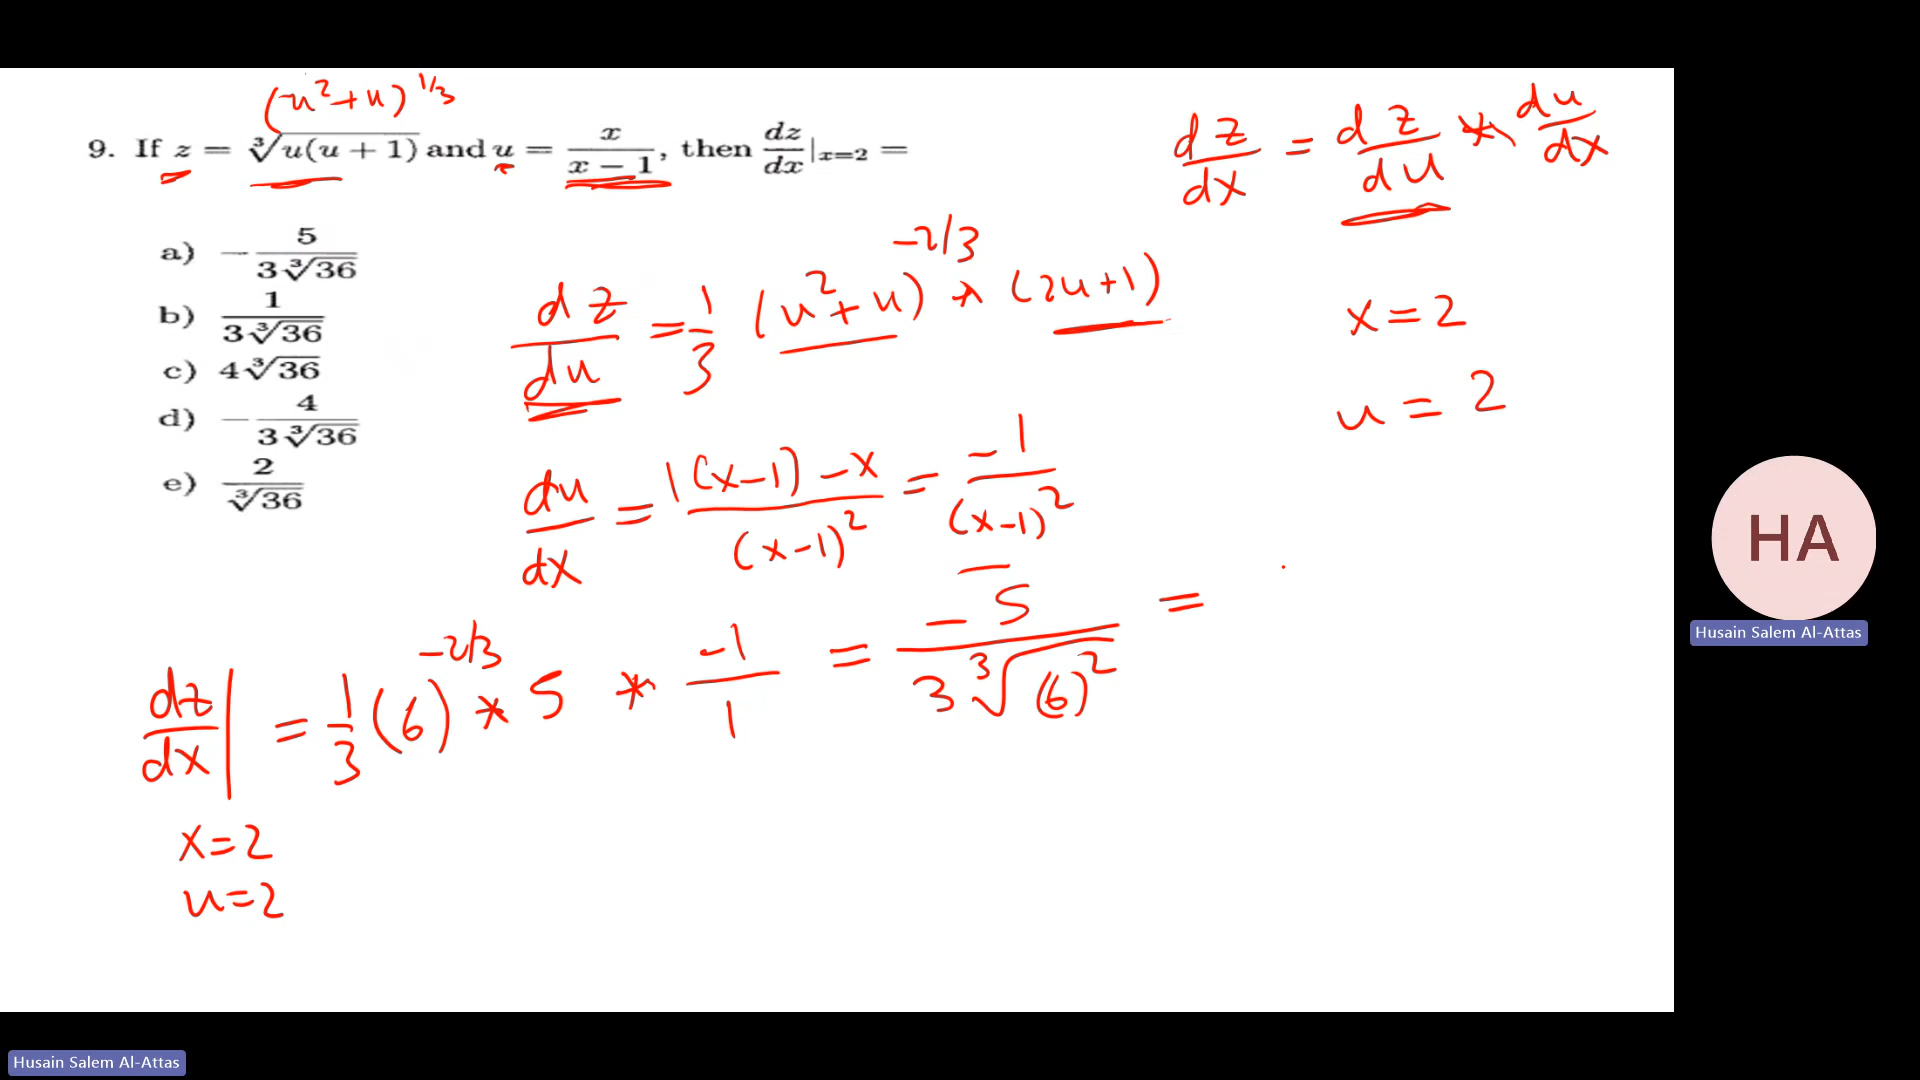 (u²+u)^1/3
9. If z = ∛u(u + 1) and u = x/(x − 1), then dz/dx|x=2 =
dz/dx = dz/du * du/dx
a) − 5/(3∛36)
b) 1/(3∛36)
c) 4∛36
d) − 4/(3∛36)
e) 2/∛36
dz/du = 1/3 (u²+u)^-2/3 * (2u+1)
x = 2
u = 2
du/dx = (1(x−1) −x)/(x−1)² = −1/(x−1)²
dz/dx| = 1/3 (6)^-2/3 * 5 * -1/1 = −5/(3∛(6)²) =
x=2
u=2
HA
Husain Salem Al-Attas
Husain Salem Al-Attas